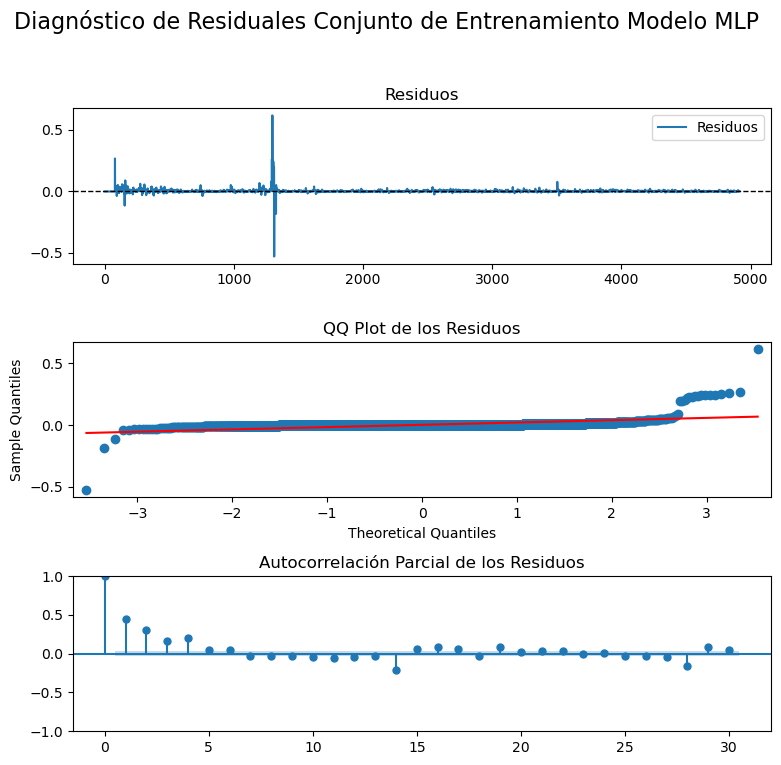 Diagnóstico de Residuales Conjunto de Entrenamiento Modelo MLP
Residuos
0.5
0.0
−0.5
Residuos
0 1000 2000 3000 4000 5000
QQ Plot de los Residuos
Sample Quantiles
0.5
0.0
−0.5
−3 −2 −1 0 1 2 3
Theoretical Quantiles
Autocorrelación Parcial de los Residuos
1.0
0.5
0.0
−0.5
−1.0
0 5 10 15 20 25 30